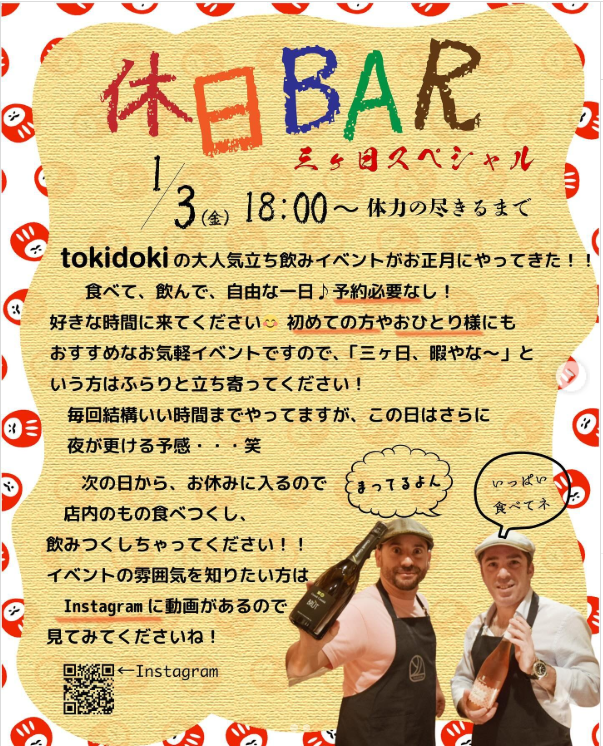 休日BAR
三ヶ日スペシャル
1/3(金) 18:00〜体力の尽きるまで
tokidokiの大人気立ち飲みイベントがお正月にやってきた！！
食べて、飲んで、自由な一日♪予約必要なし！
好きな時間に来てください😊 初めての方やおひとり様にも
おすすめなお気軽イベントですので、「三ヶ日、暇やな〜」と
いう方はふらりと立ち寄ってください！
毎回結構いい時間までやってますが、この日はさらに
夜が更ける予感・・・笑
次の日から、お休みに入るので
店内のもの食べつくし、
飲みつくしちゃってください！！
イベントの雰囲気を知りたい方は
Instagramに動画があるので
見てみてくださいね！
←Instagram
まってるよん
いっぱい
食べてネ
BRUT